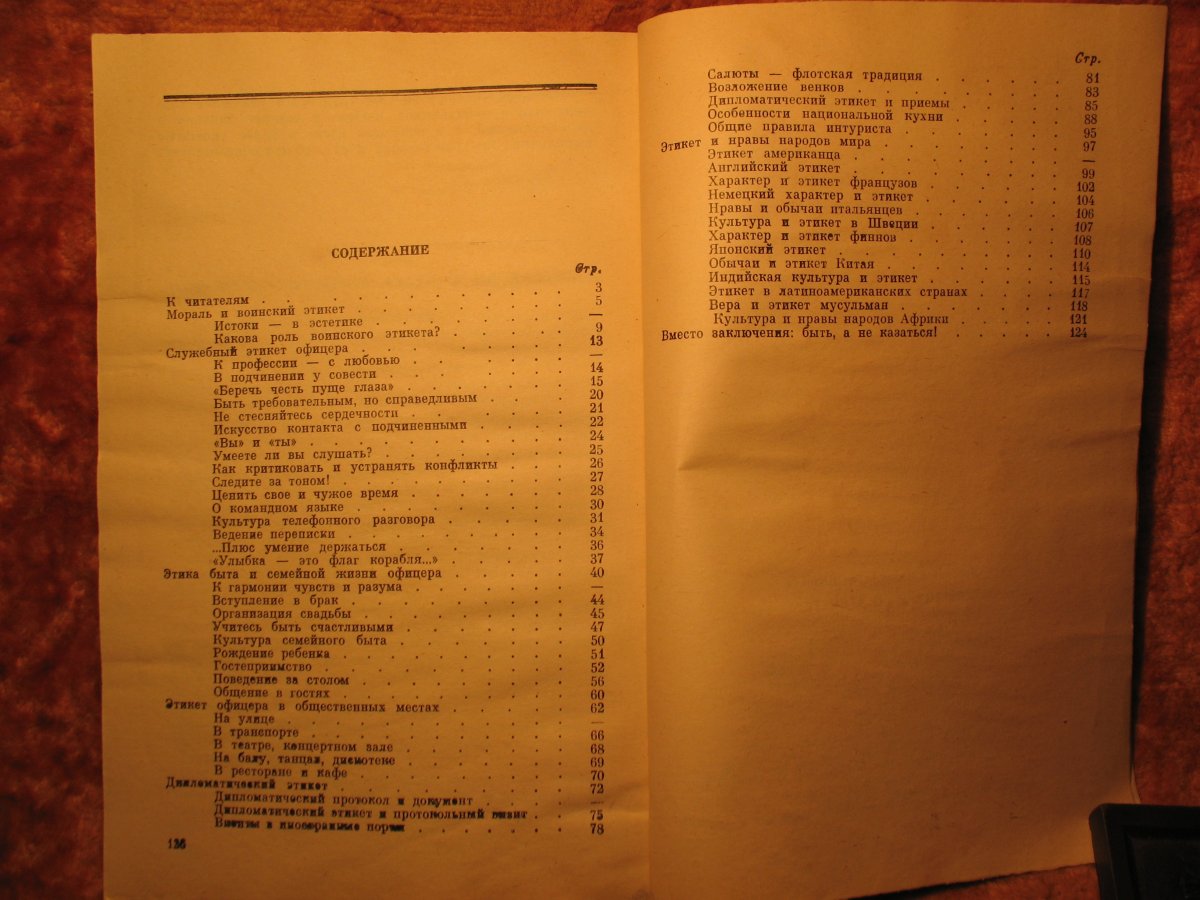 СОДЕРЖАНИЕ
Стр.
К читателям . . . . . . . . . . . 3
Мораль и воинский этикет . . . . . . . . 5
Истоки — в эстетике . . . . . . . . —
Какова роль воинского этикета? . . . . . 9
Служебный этикет офицера . . . . . . . . 13
К профессии — с любовью . . . . . . —
В подчинении у совести . . . . . . . 14
«Беречь честь пуще глаза» . . . . . . 15
Быть требовательным, но справедливым . . . 20
Не стесняйтесь сердечности . . . . . . 21
Искусство контакта с подчиненными . . . . 22
«Вы» и «ты» . . . . . . . . . . 24
Умеете ли вы слушать? . . . . . . . 25
Как критиковать и устранять конфликты . . . 26
Следите за тоном! . . . . . . . . 27
Ценить свое и чужое время . . . . . . 28
О командном языке . . . . . . . . 30
Культура телефонного разговора . . . . . 31
Ведение переписки . . . . . . . . 34
...Плюс умение держаться . . . . . . 36
«Улыбка — это флаг корабля...» . . . . . 37
Этика быта и семейной жизни офицера . . . . . 40
К гармонии чувств и разума . . . . . . —
Вступление в брак . . . . . . . . 44
Организация свадьбы . . . . . . . . 45
Учитесь быть счастливыми . . . . . . 47
Культура семейного быта . . . . . . . 50
Рождение ребенка . . . . . . . . . 51
Гостеприимство . . . . . . . . . 52
Поведение за столом . . . . . . . . 56
Общение в гостях . . . . . . . . . 60
Этикет офицера в общественных местах . . . . . 62
На улице . . . . . . . . . . . —
В транспорте . . . . . . . . . . 66
В театре, концертном зале . . . . . . 68
На балу, танцах, дискотеке . . . . . . 69
В ресторане и кафе . . . . . . . . 70
Дипломатический этикет . . . . . . . . . 72
Дипломатический протокол и документ . . . . —
Дипломатический этикет и протокольный визит . . 75
Визиты в иностранные порты . . . . . . 78
126
Стр.
Салюты — флотская традиция . . . . . . 81
Возложение венков . . . . . . . . 83
Дипломатический этикет и приемы . . . . . 85
Особенности национальной кухни . . . . . 88
Общие правила интуриста . . . . . . . 95
Этикет и нравы народов мира . . . . . . . 97
Этикет американца . . . . . . . . —
Английский этикет . . . . . . . . 99
Характер и этикет французов . . . . . . 102
Немецкий характер и этикет . . . . . . 104
Нравы и обычаи итальянцев . . . . . . 106
Культура и этикет в Швеции . . . . . . 107
Характер и этикет финнов . . . . . . 108
Японский этикет . . . . . . . . . 110
Обычаи и этикет Китая . . . . . . . 114
Индийская культура и этикет . . . . . . 115
Этикет в латиноамериканских странах . . . . 117
Вера и этикет мусульман . . . . . . . 118
Культура и нравы народов Африки . . . . . 121
Вместо заключения: быть, а не казаться! . . . . . 124